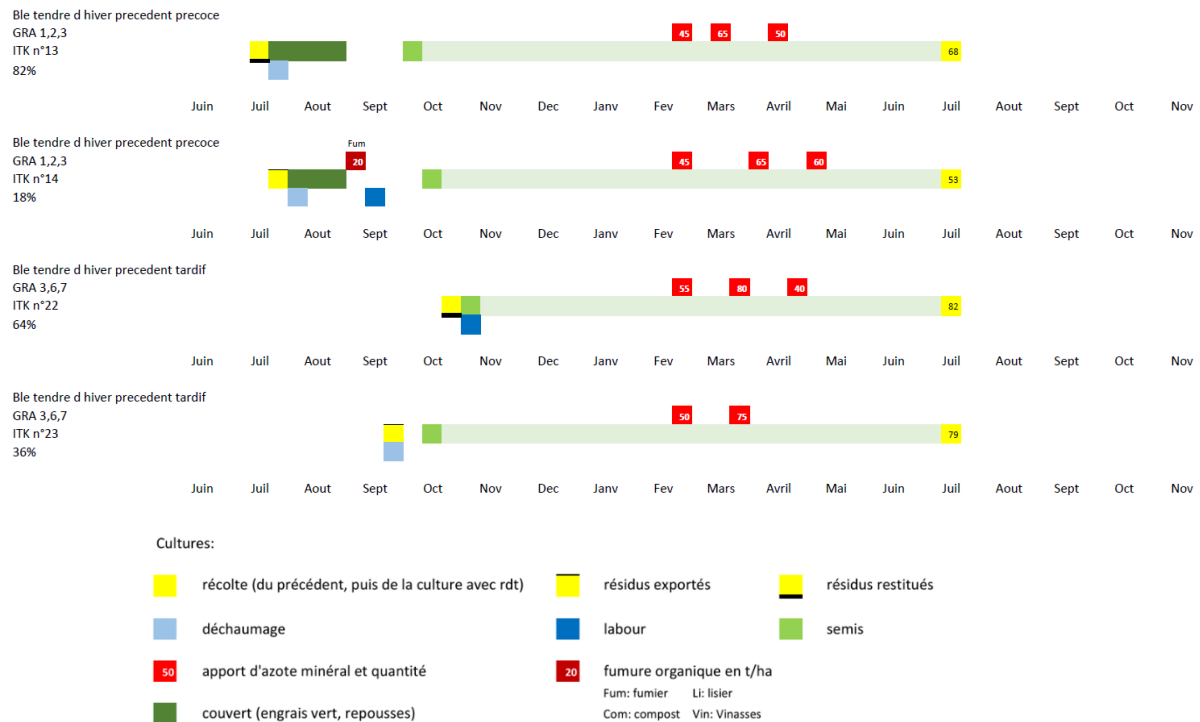 Ble tendre d hiver precedent precoce
GRA 1,2,3
45 65 50
ITK n°13
68
82%
Juin Juil Aout Sept Oct Nov Dec Janv Fev Mars Avril Mai Juin Juil Aout Sept Oct Nov
Ble tendre d hiver precedent precoce
Fum
GRA 1,2,3
20 45 65 60
ITK n°14
53
18%
Juin Juil Aout Sept Oct Nov Dec Janv Fev Mars Avril Mai Juin Juil Aout Sept Oct Nov
Ble tendre d hiver precedent tardif
GRA 3,6,7
55 80 40
ITK n°22
82
64%
Juin Juil Aout Sept Oct Nov Dec Janv Fev Mars Avril Mai Juin Juil Aout Sept Oct Nov
Ble tendre d hiver precedent tardif
GRA 3,6,7
50 75
ITK n°23
79
36%
Juin Juil Aout Sept Oct Nov Dec Janv Fev Mars Avril Mai Juin Juil Aout Sept Oct Nov
Cultures:
récolte (du précédent, puis de la culture avec rdt) résidus exportés résidus restitués
déchaumage labour semis
50 apport d'azote minéral et quantité 20 fumure organique en t/ha
Fum: fumier Li: lisier
couvert (engrais vert, repousses) Com: compost Vin: Vinasses